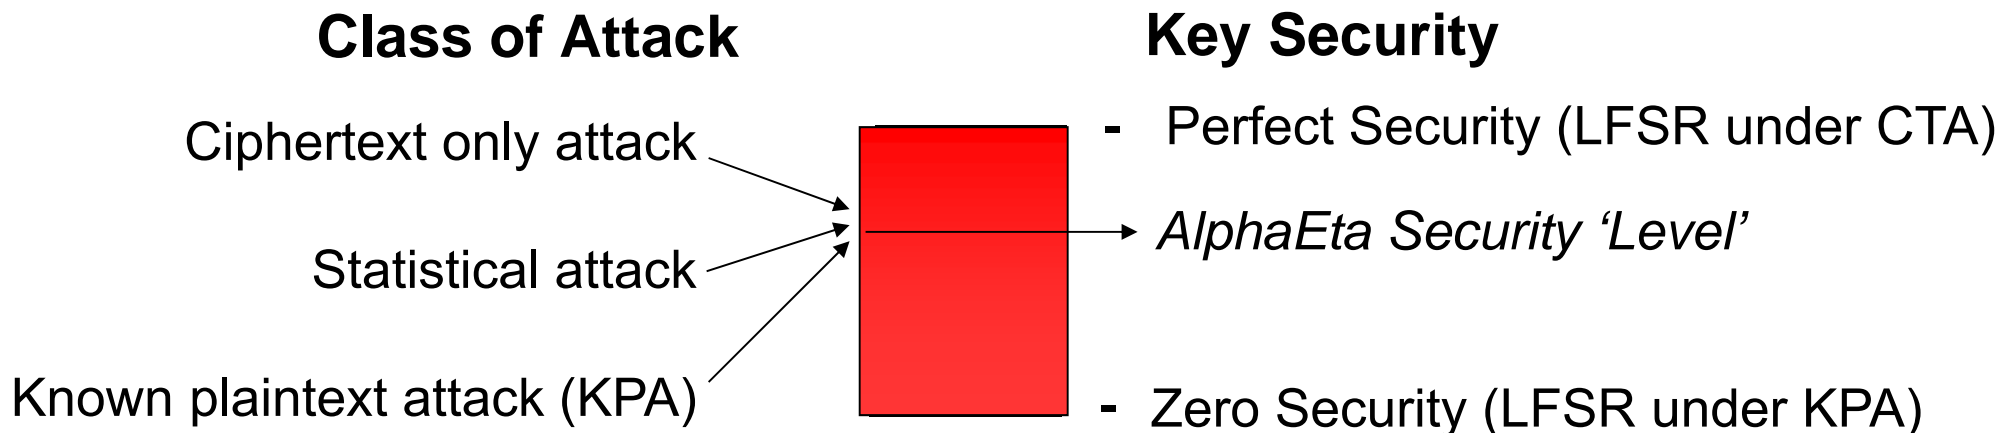 Class of Attack
Key Security
Ciphertext only attack
- Perfect Security (LFSR under CTA)
AlphaEta Security ‘Level’
Statistical attack
Known plaintext attack (KPA)
- Zero Security (LFSR under KPA)